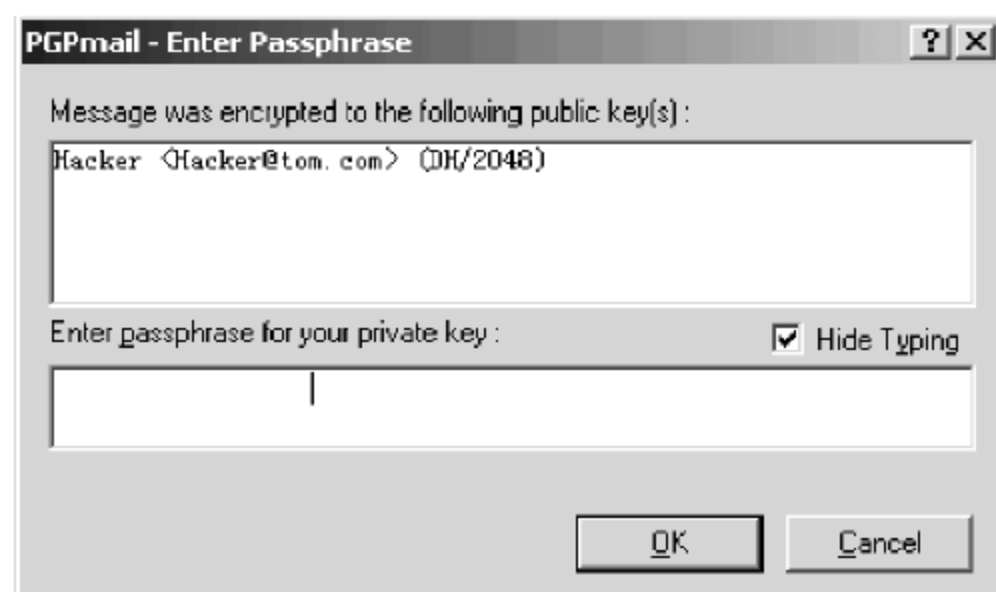 PGPmail - Enter Passphrase
Message was encrypted to the following public key(s) :
Hacker <Hacker@tom.com> (DH/2048)
Enter passphrase for your private key :
Hide Typing
OK
Cancel